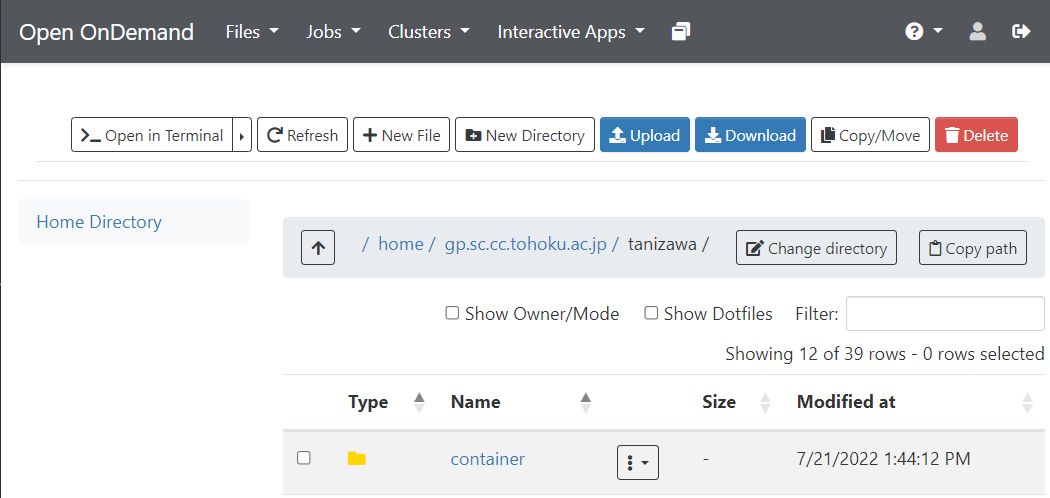 Open OnDemand Files Jobs Clusters Interactive Apps
Open in Terminal Refresh New File New Directory Upload Download Copy/Move Delete
Home Directory
/ home / gp.sc.cc.tohoku.ac.jp / tanizawa / Change directory Copy path
Show Owner/Mode Show Dotfiles Filter:
Showing 12 of 39 rows - 0 rows selected
Type Name Size Modified at
container - 7/21/2022 1:44:12 PM